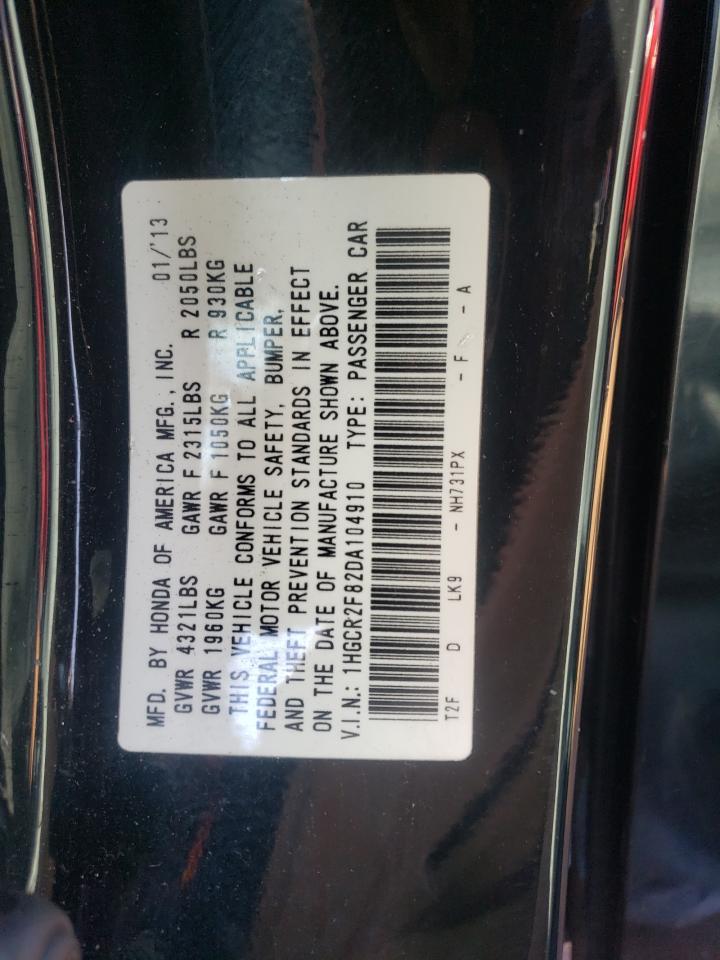 MFD. BY HONDA OF AMERICA MFG., INC. 01/'13
GVWR 4321LBS GAWR F 2315LBS R 2050LBS
GVWR 1960KG GAWR F 1050KG R 930KG
THIS VEHICLE CONFORMS TO ALL APPLICABLE
FEDERAL MOTOR VEHICLE SAFETY, BUMPER,
AND THEFT PREVENTION STANDARDS IN EFFECT
ON THE DATE OF MANUFACTURE SHOWN ABOVE.
V.I.N.: 1HGCR2F82DA104910 TYPE: PASSENGER CAR
T2F D LK9 - NH731PX - F - A